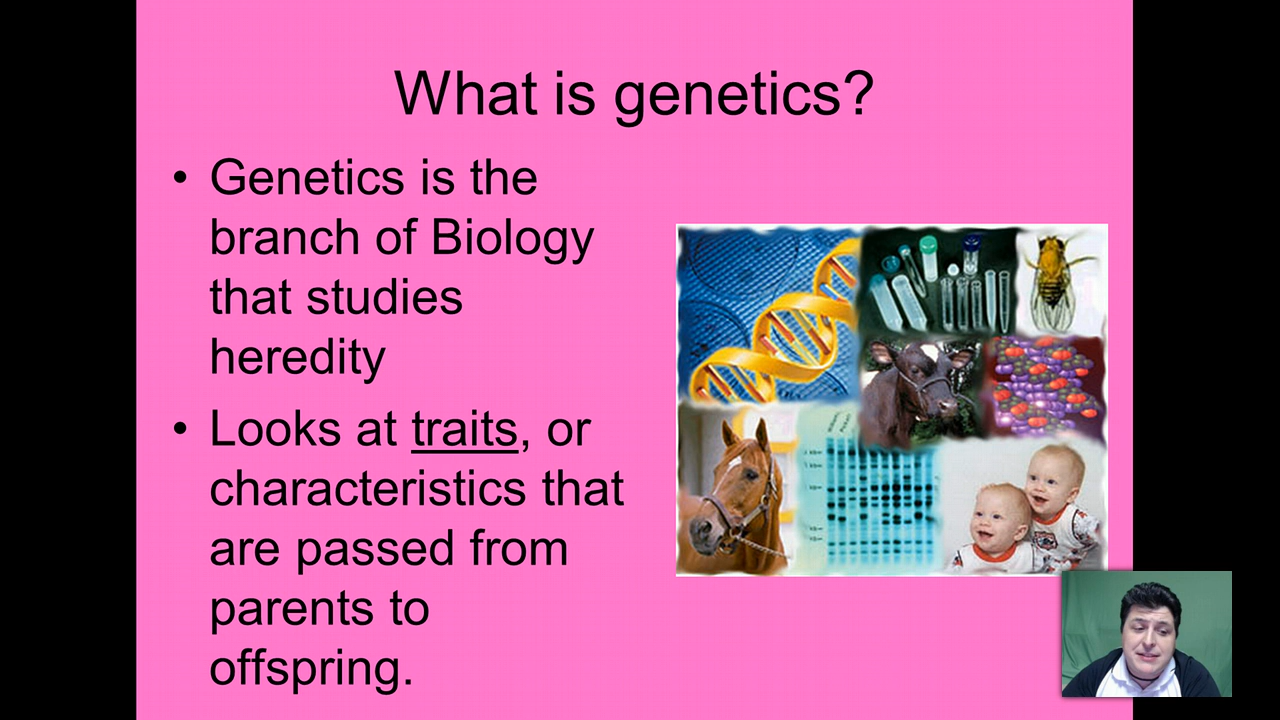 What is genetics?
• Genetics is the
branch of Biology
that studies
heredity
• Looks at traits, or
characteristics that
are passed from
parents to
offspring.